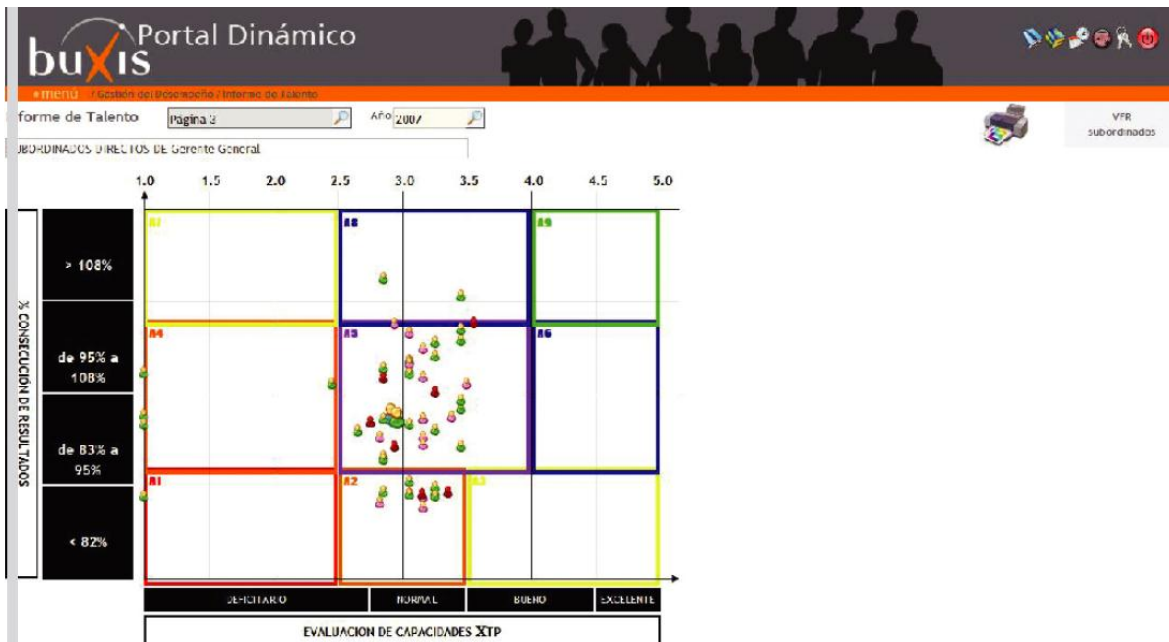 buxis
Portal Dinámico
menú / Gestión del Desempeño / Informe de Talento
forme de Talento
Página 3
Año 2007
VER
subordinados
UBORDINADOS DIRECTOS DE Gerente General
1.0 1.5 2.0 2.5 3.0 3.5 4.0 4.5 5.0
A7 A8 A9
> 108%
% CONSECUCIÓN DE RESULTADOS
A4 A5 A6
de 95% a
108%
de 83% a
95%
A1 A2 A3
< 82%
DEFICITARIO NORMAL BUENO EXCELENTE
EVALUACION DE CAPACIDADES XTP